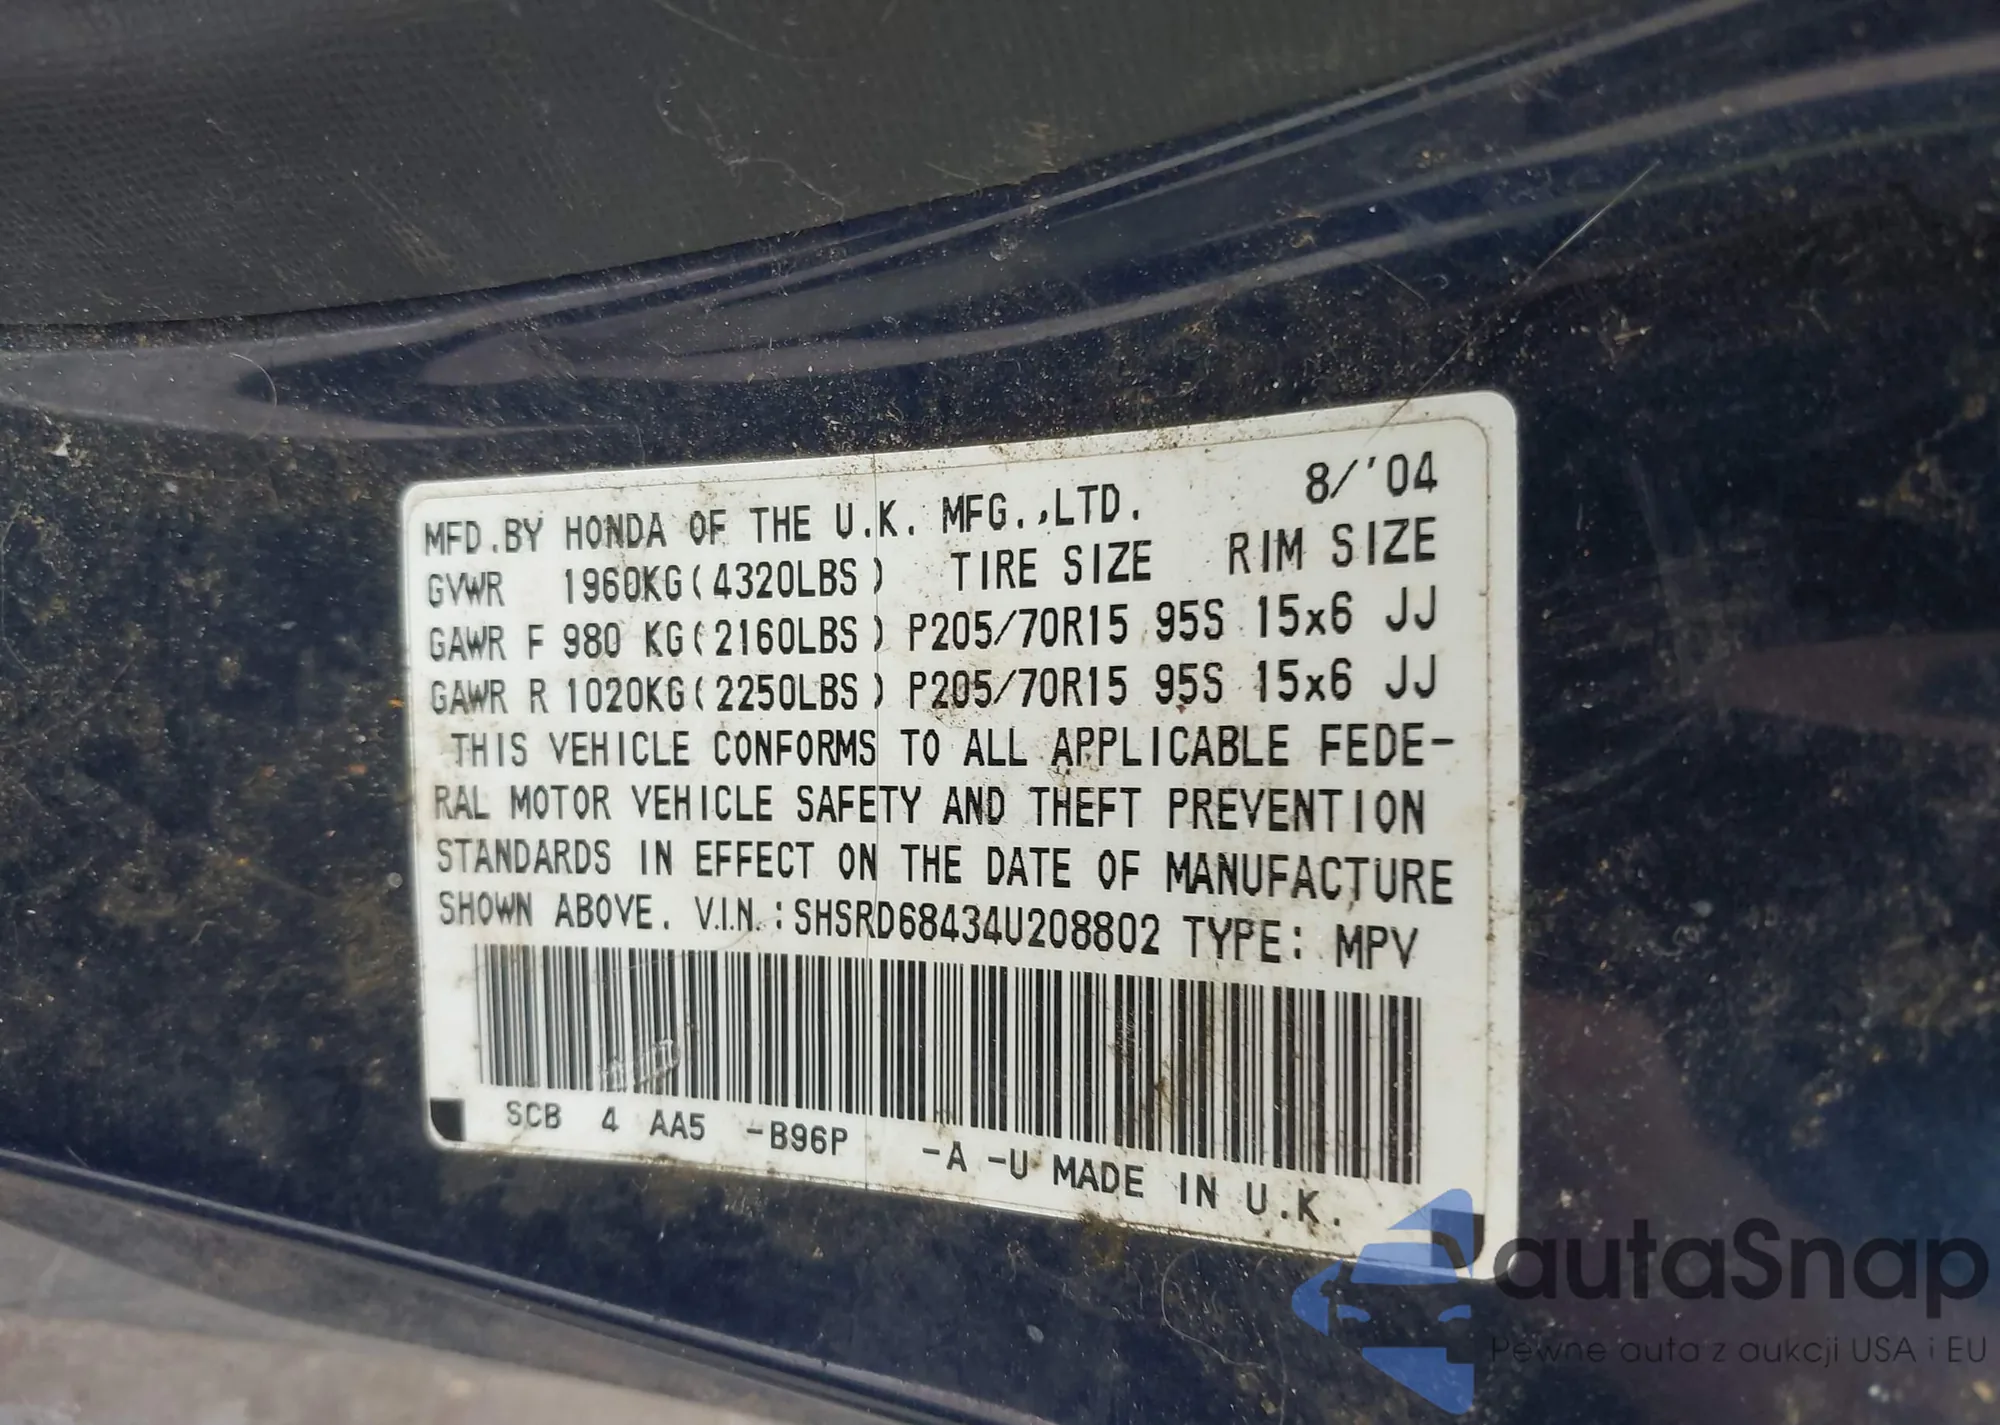 8/'04
MFD.BY HONDA OF THE U.K. MFG.,LTD.
GVWR 1960KG(4320LBS) TIRE SIZE RIM SIZE
GAWR F 980 KG(2160LBS) P205/70R15 95S 15x6 JJ
GAWR R 1020KG(2250LBS) P205/70R15 95S 15x6 JJ
THIS VEHICLE CONFORMS TO ALL APPLICABLE FEDE-
RAL MOTOR VEHICLE SAFETY AND THEFT PREVENTION
STANDARDS IN EFFECT ON THE DATE OF MANUFACTURE
SHOWN ABOVE. V.I.N.:SHSRD68434U208802 TYPE: MPV
SCB 4 AA5 -B96P -A -U MADE IN U.K.
autaSnap
Pewne auta z aukcji USA i EU